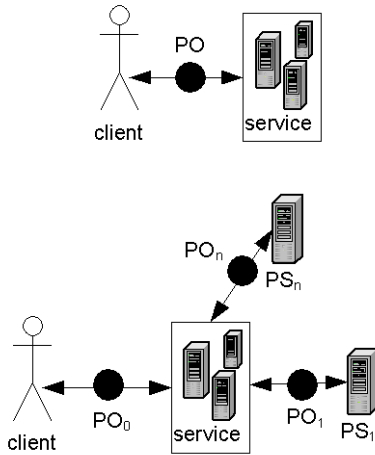 PO
client
service
POn
PSn
PO0
PO1
client
service
PS1